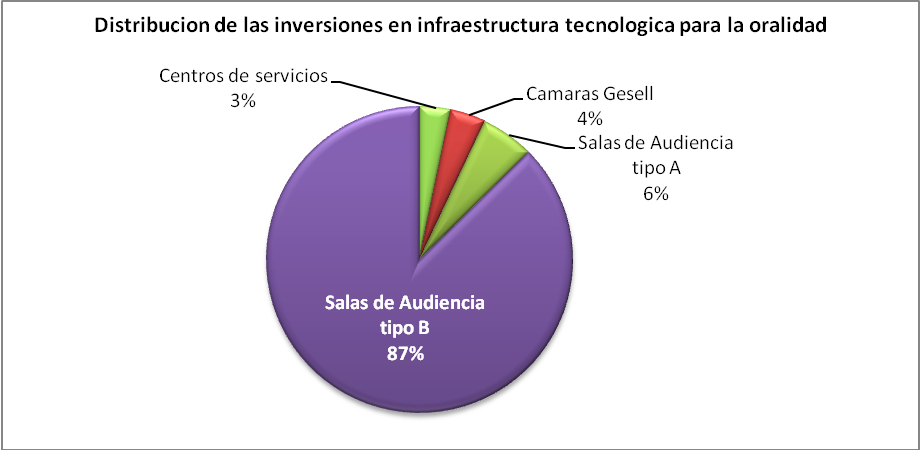 Distribucion de las inversiones en infraestructura tecnologica para la oralidad
Centros de servicios
3%
Camaras Gesell
4%
Salas de Audiencia
tipo A
6%
Salas de Audiencia
tipo B
87%